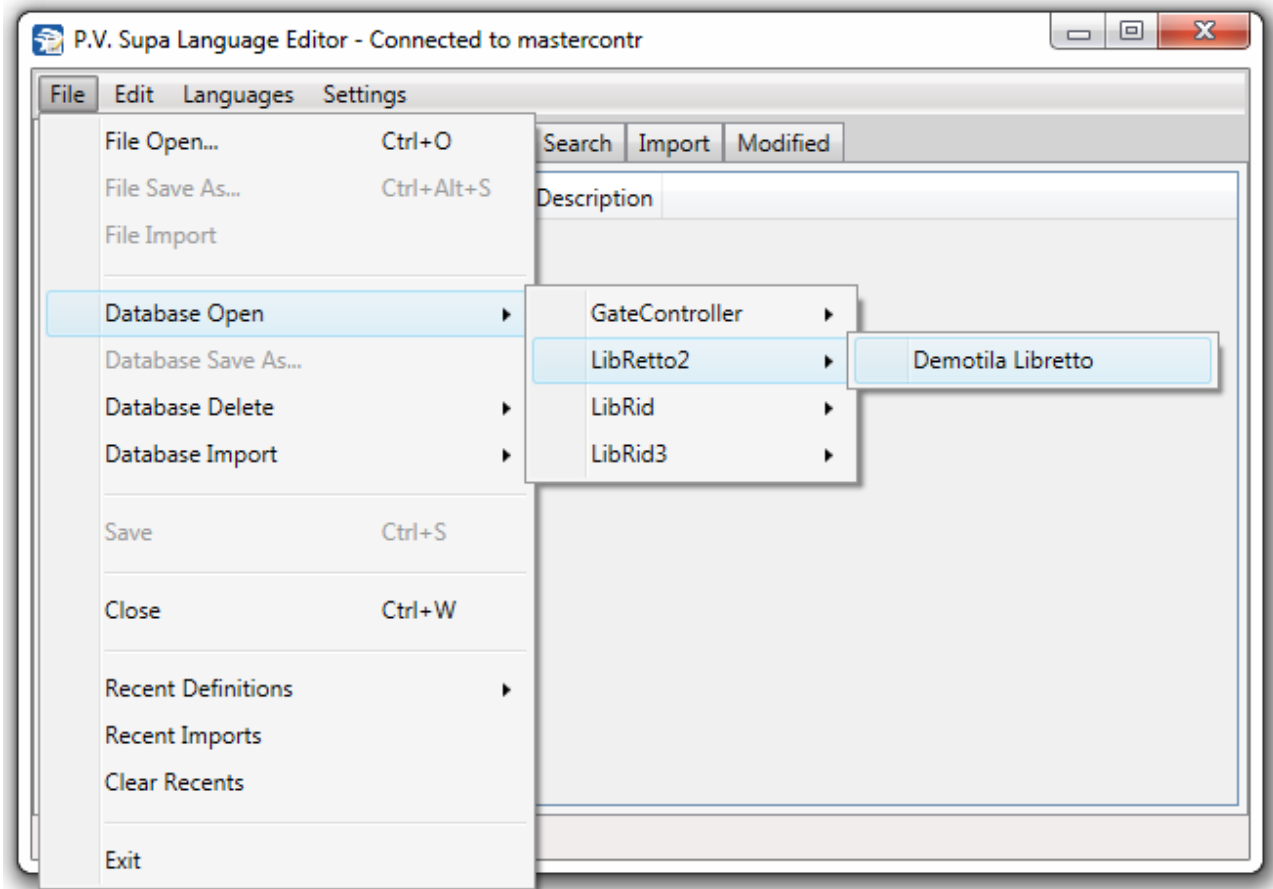 P.V. Supa Language Editor - Connected to mastercontr
File Edit Languages Settings
Search Import Modified
Description
File Open... Ctrl+O
File Save As... Ctrl+Alt+S
File Import
Database Open
Database Save As...
Database Delete
Database Import
Save Ctrl+S
Close Ctrl+W
Recent Definitions
Recent Imports
Clear Recents
Exit
GateController
LibRetto2
LibRid
LibRid3
Demotila Libretto